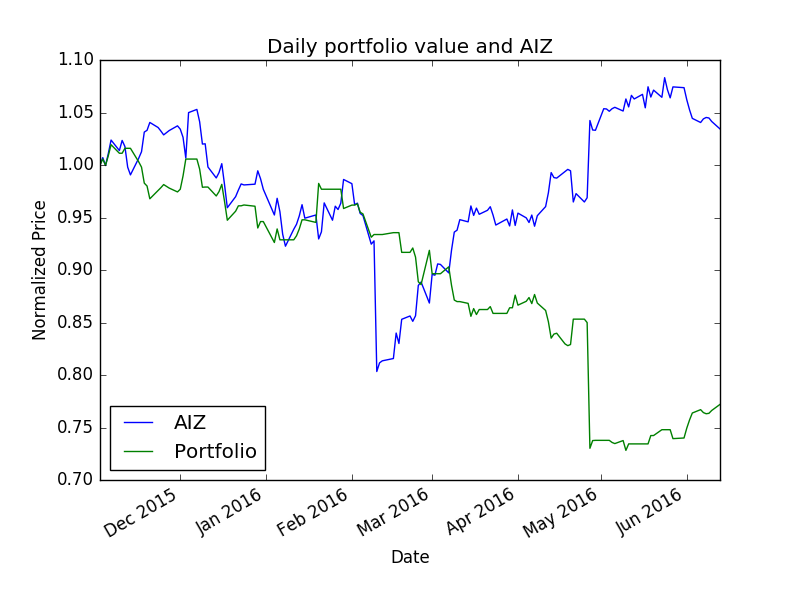 Daily portfolio value and AIZ
1.10
1.05
1.00
0.95
0.90
0.85
0.80
0.75
0.70
Normalized Price
AIZ
Portfolio
Dec 2015
Jan 2016
Feb 2016
Mar 2016
Apr 2016
May 2016
Jun 2016
Date